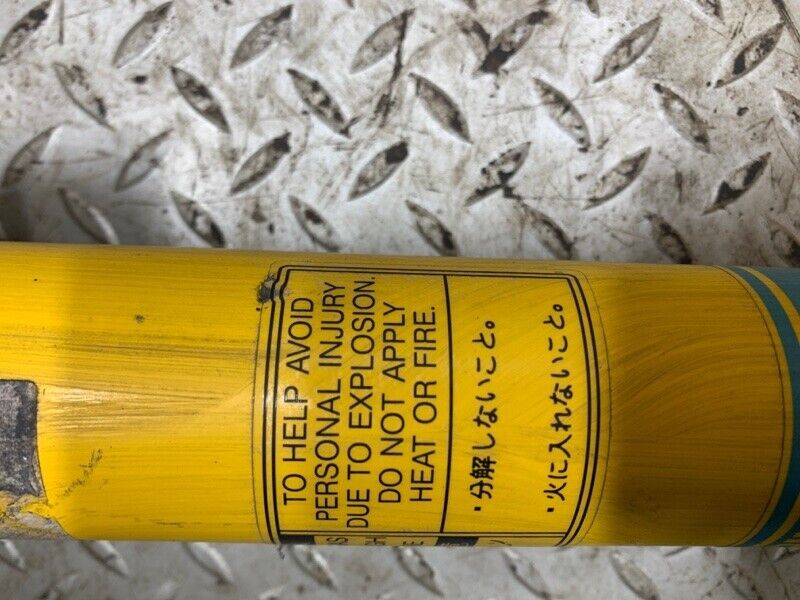 TO HELP AVOID
PERSONAL INJURY
DUE TO EXPLOSION.
DO NOT APPLY
HEAT OR FIRE.
・分解しないこと。
・火に入れないこと。